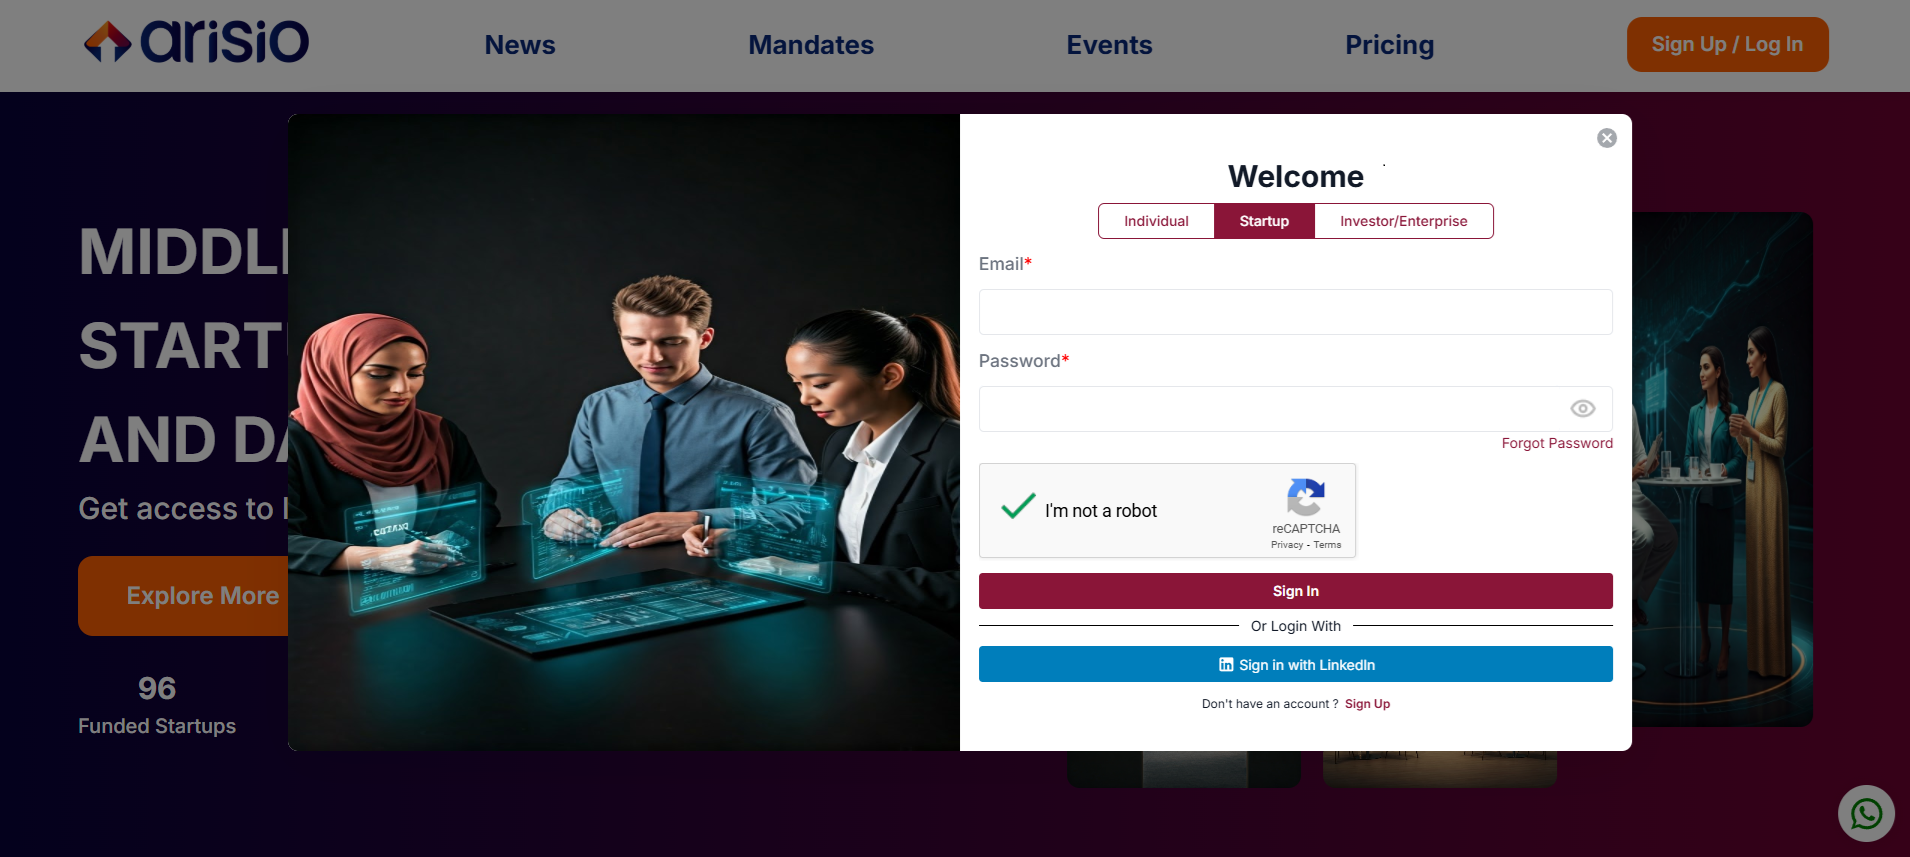 arisio
News
Mandates
Events
Pricing
Sign Up / Log In
MIDDL
START
AND DA
Get access to
Explore More
96
Funded Startups
Welcome
Individual
Startup
Investor/Enterprise
Email*
Password*
Forgot Password
I'm not a robot
reCAPTCHA
Privacy - Terms
Sign In
Or Login With
in Sign in with LinkedIn
Don't have an account ? Sign Up